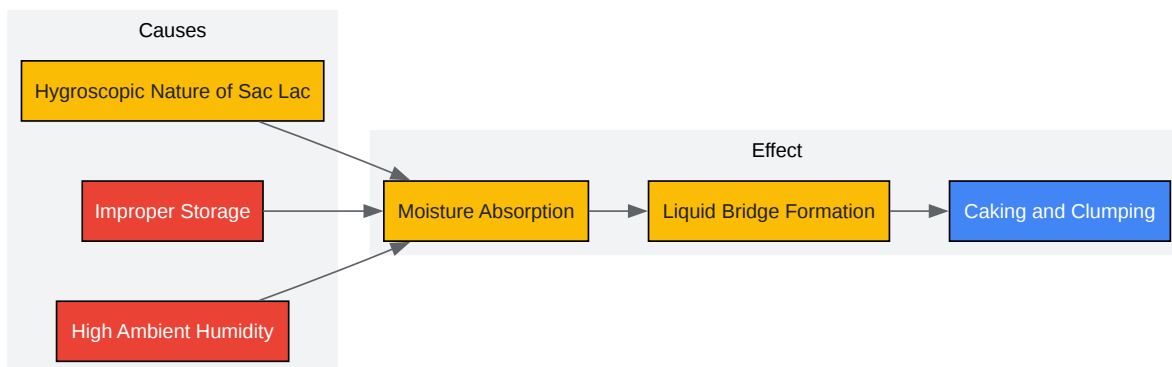 Causes
Hygroscopic Nature of Sac Lac
Improper Storage
High Ambient Humidity
Effect
Moisture Absorption
Liquid Bridge Formation
Caking and Clumping